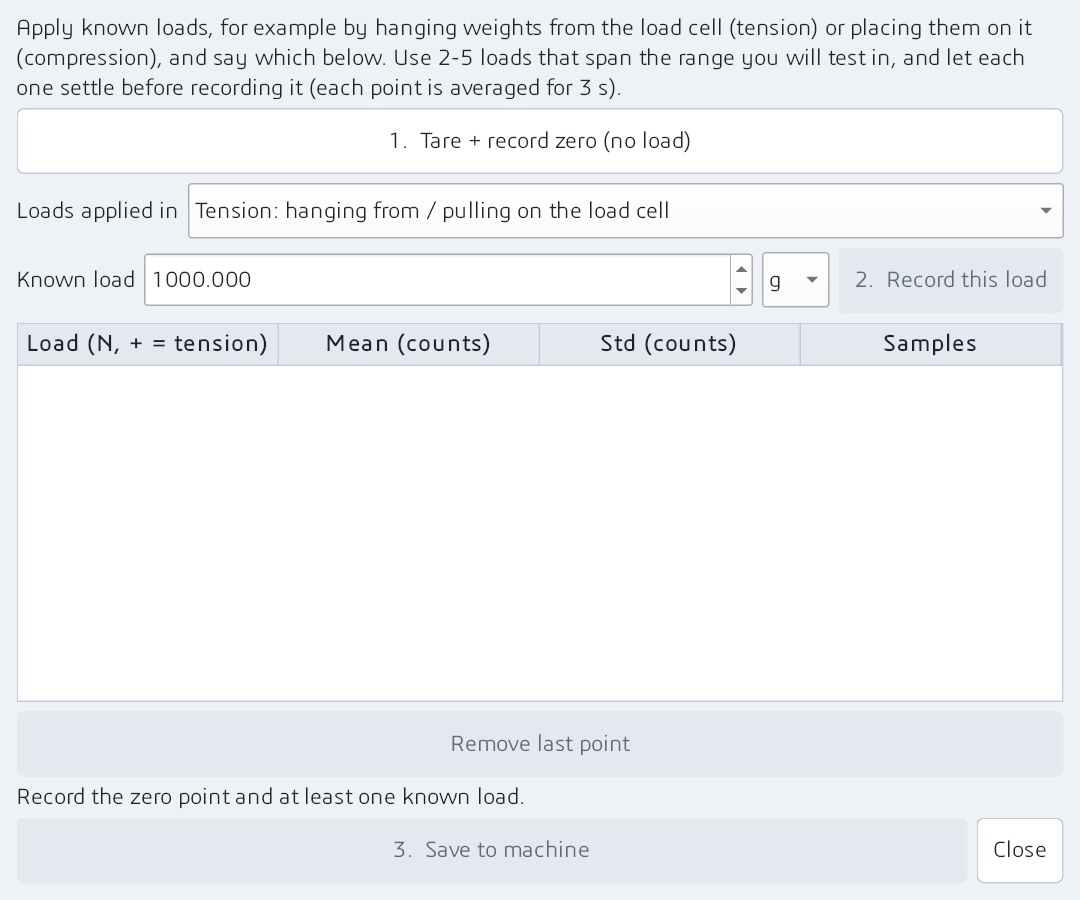 Apply known loads, for example by hanging weights from the load cell (tension) or placing them on it
(compression), and say which below. Use 2-5 loads that span the range you will test in, and let each
one settle before recording it (each point is averaged for 3 s).
1. Tare + record zero (no load)
Loads applied in Tension: hanging from / pulling on the load cell
Known load 1000.000 g 2. Record this load
Load (N, + = tension) Mean (counts) Std (counts) Samples
Remove last point
Record the zero point and at least one known load.
3. Save to machine Close